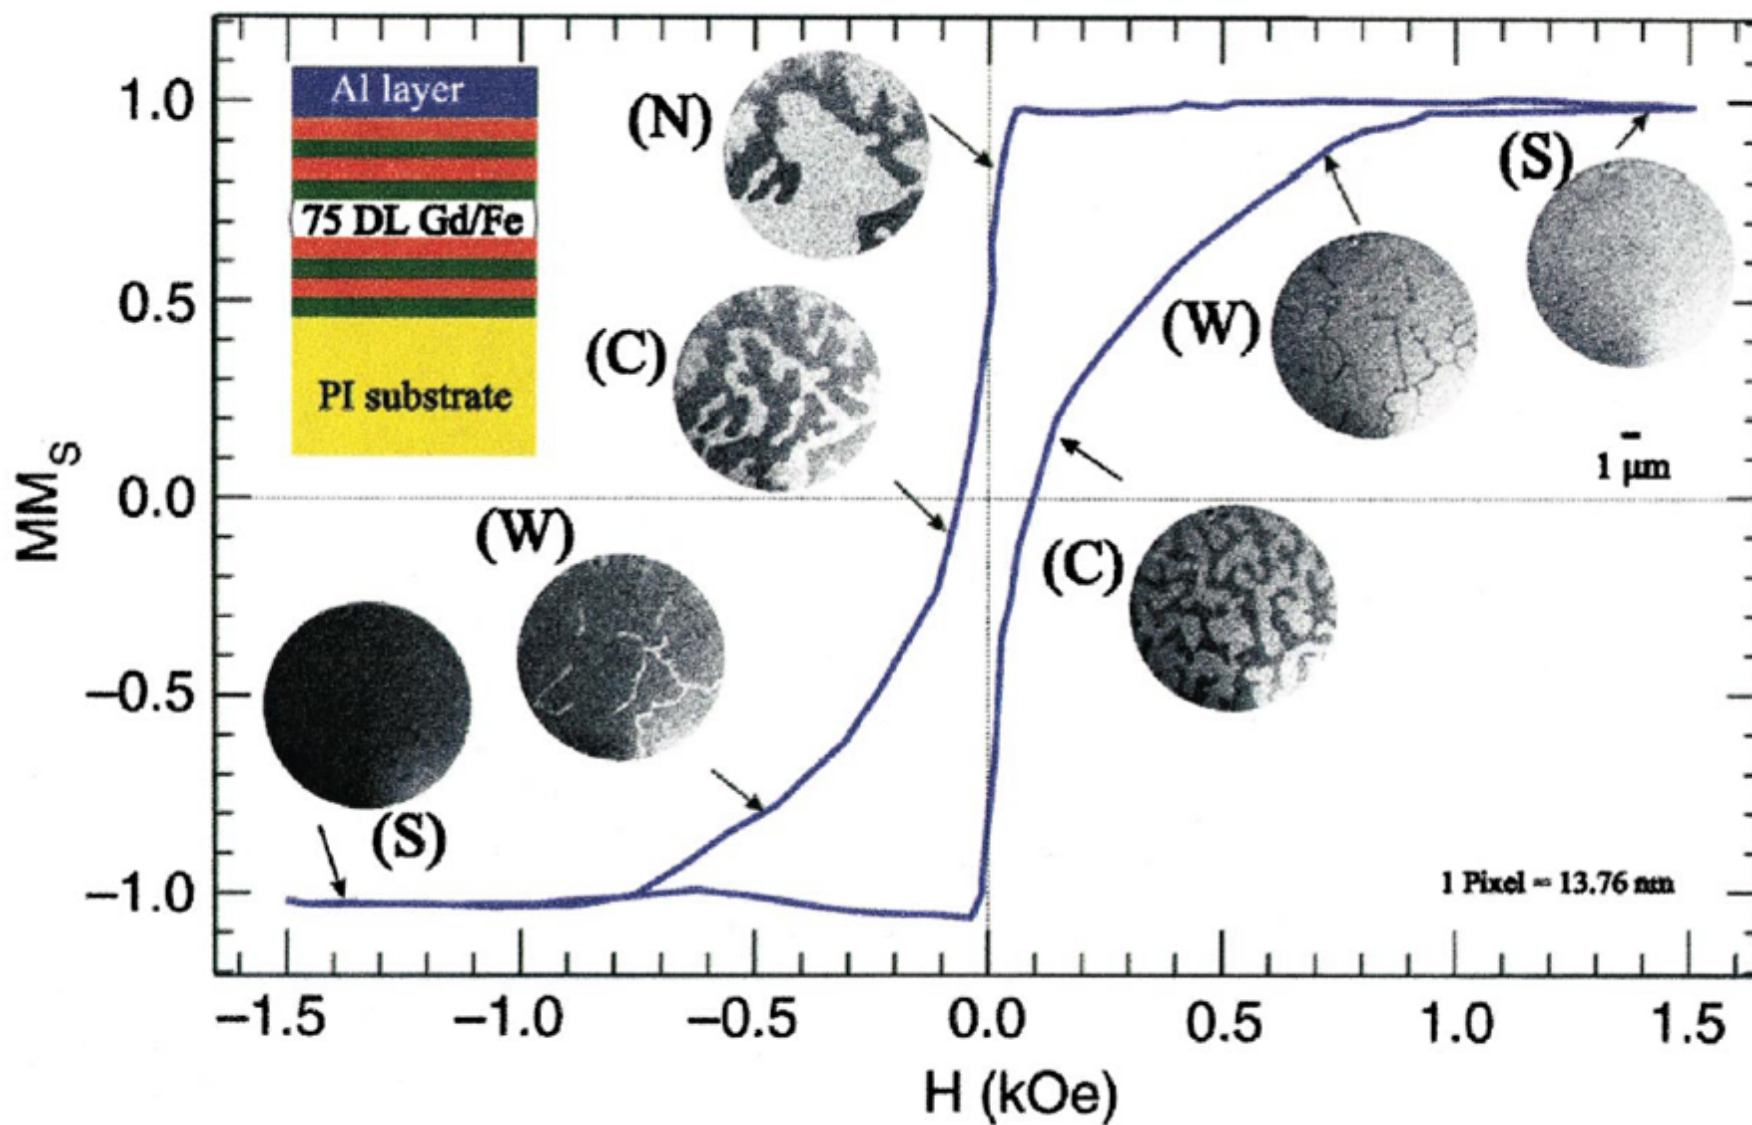 1.0
0.5
0.0
−0.5
−1.0
MM_S
Al layer
75 DL Gd/Fe
PI substrate
(N)
(C)
(W)
(S)
(S)
(W)
(C)
1 μm
1 Pixel = 13.76 nm
−1.5 −1.0 −0.5 0.0 0.5 1.0 1.5
H (kOe)